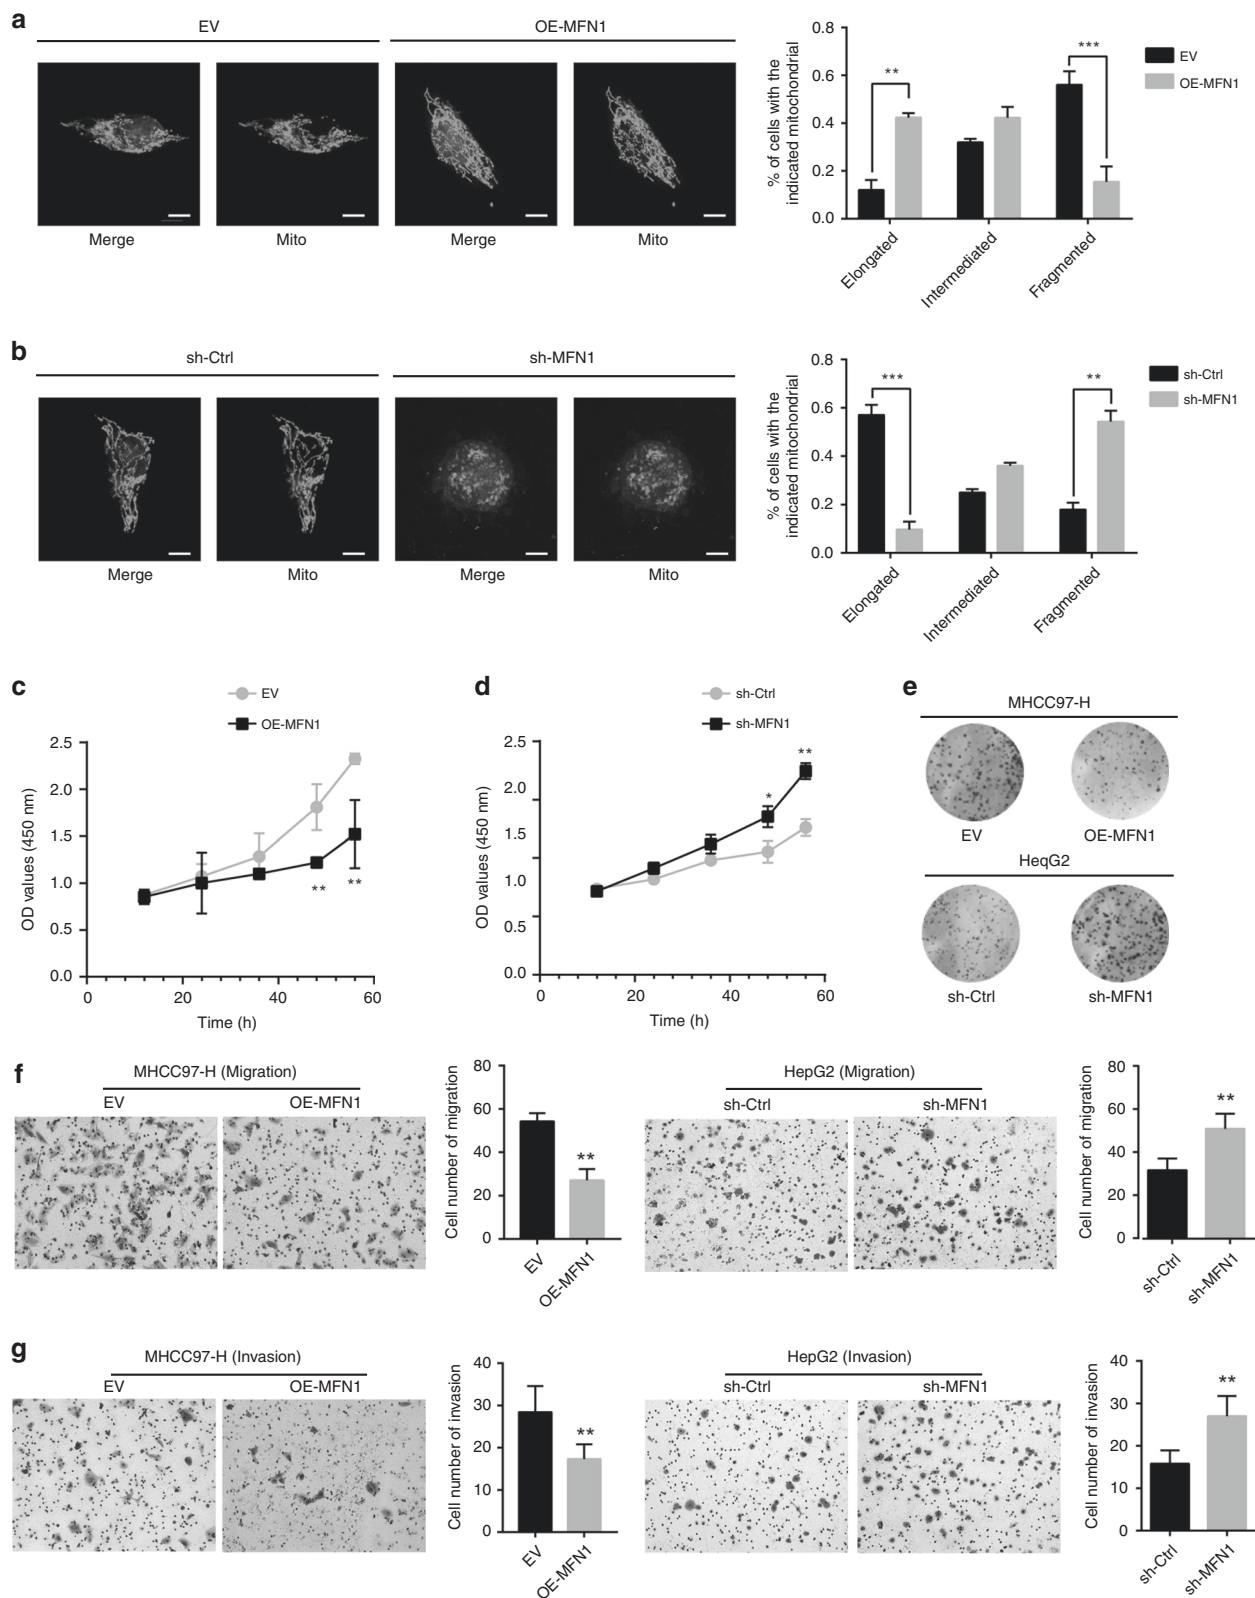 a
EV
OE-MFN1
Merge
Mito
Merge
Mito
% of cells with the
indicated mitochondrial
0.8
0.6
0.4
0.2
0.0
**
***
Elongated
Intermediated
Fragmented
EV
OE-MFN1
b
sh-Ctrl
sh-MFN1
Merge
Mito
Merge
Mito
% of cells with the
indicated mitochondrial
0.8
0.6
0.4
0.2
0.0
***
**
Elongated
Intermediated
Fragmented
sh-Ctrl
sh-MFN1
c
EV
OE-MFN1
OD values (450 nm)
2.5
2.0
1.5
1.0
0.5
0.0
**
**
0
20
40
60
Time (h)
d
sh-Ctrl
sh-MFN1
OD values (450 nm)
2.5
2.0
1.5
1.0
0.5
0.0
*
**
0
20
40
60
Time (h)
e
MHCC97-H
EV
OE-MFN1
HeqG2
sh-Ctrl
sh-MFN1
f
MHCC97-H (Migration)
EV
OE-MFN1
Cell number of migration
80
60
40
20
0
**
EV
OE-MFN1
HepG2 (Migration)
sh-Ctrl
sh-MFN1
Cell number of migration
80
60
40
20
0
**
sh-Ctrl
sh-MFN1
g
MHCC97-H (Invasion)
EV
OE-MFN1
Cell number of invasion
40
30
20
10
0
**
EV
OE-MFN1
HepG2 (Invasion)
sh-Ctrl
sh-MFN1
Cell number of invasion
40
30
20
10
0
**
sh-Ctrl
sh-MFN1